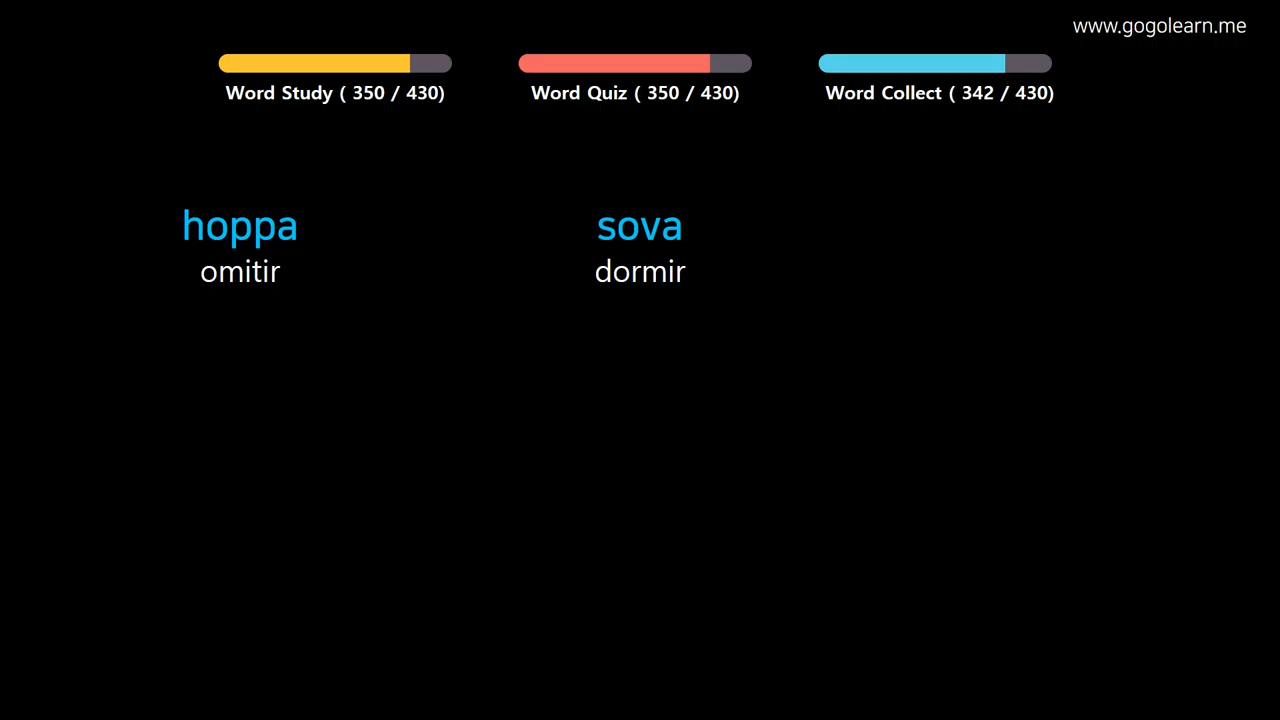 www.gogolearn.me
Word Study ( 350 / 430)
Word Quiz ( 350 / 430)
Word Collect ( 342 / 430)
hoppa
omitir
sova
dormir